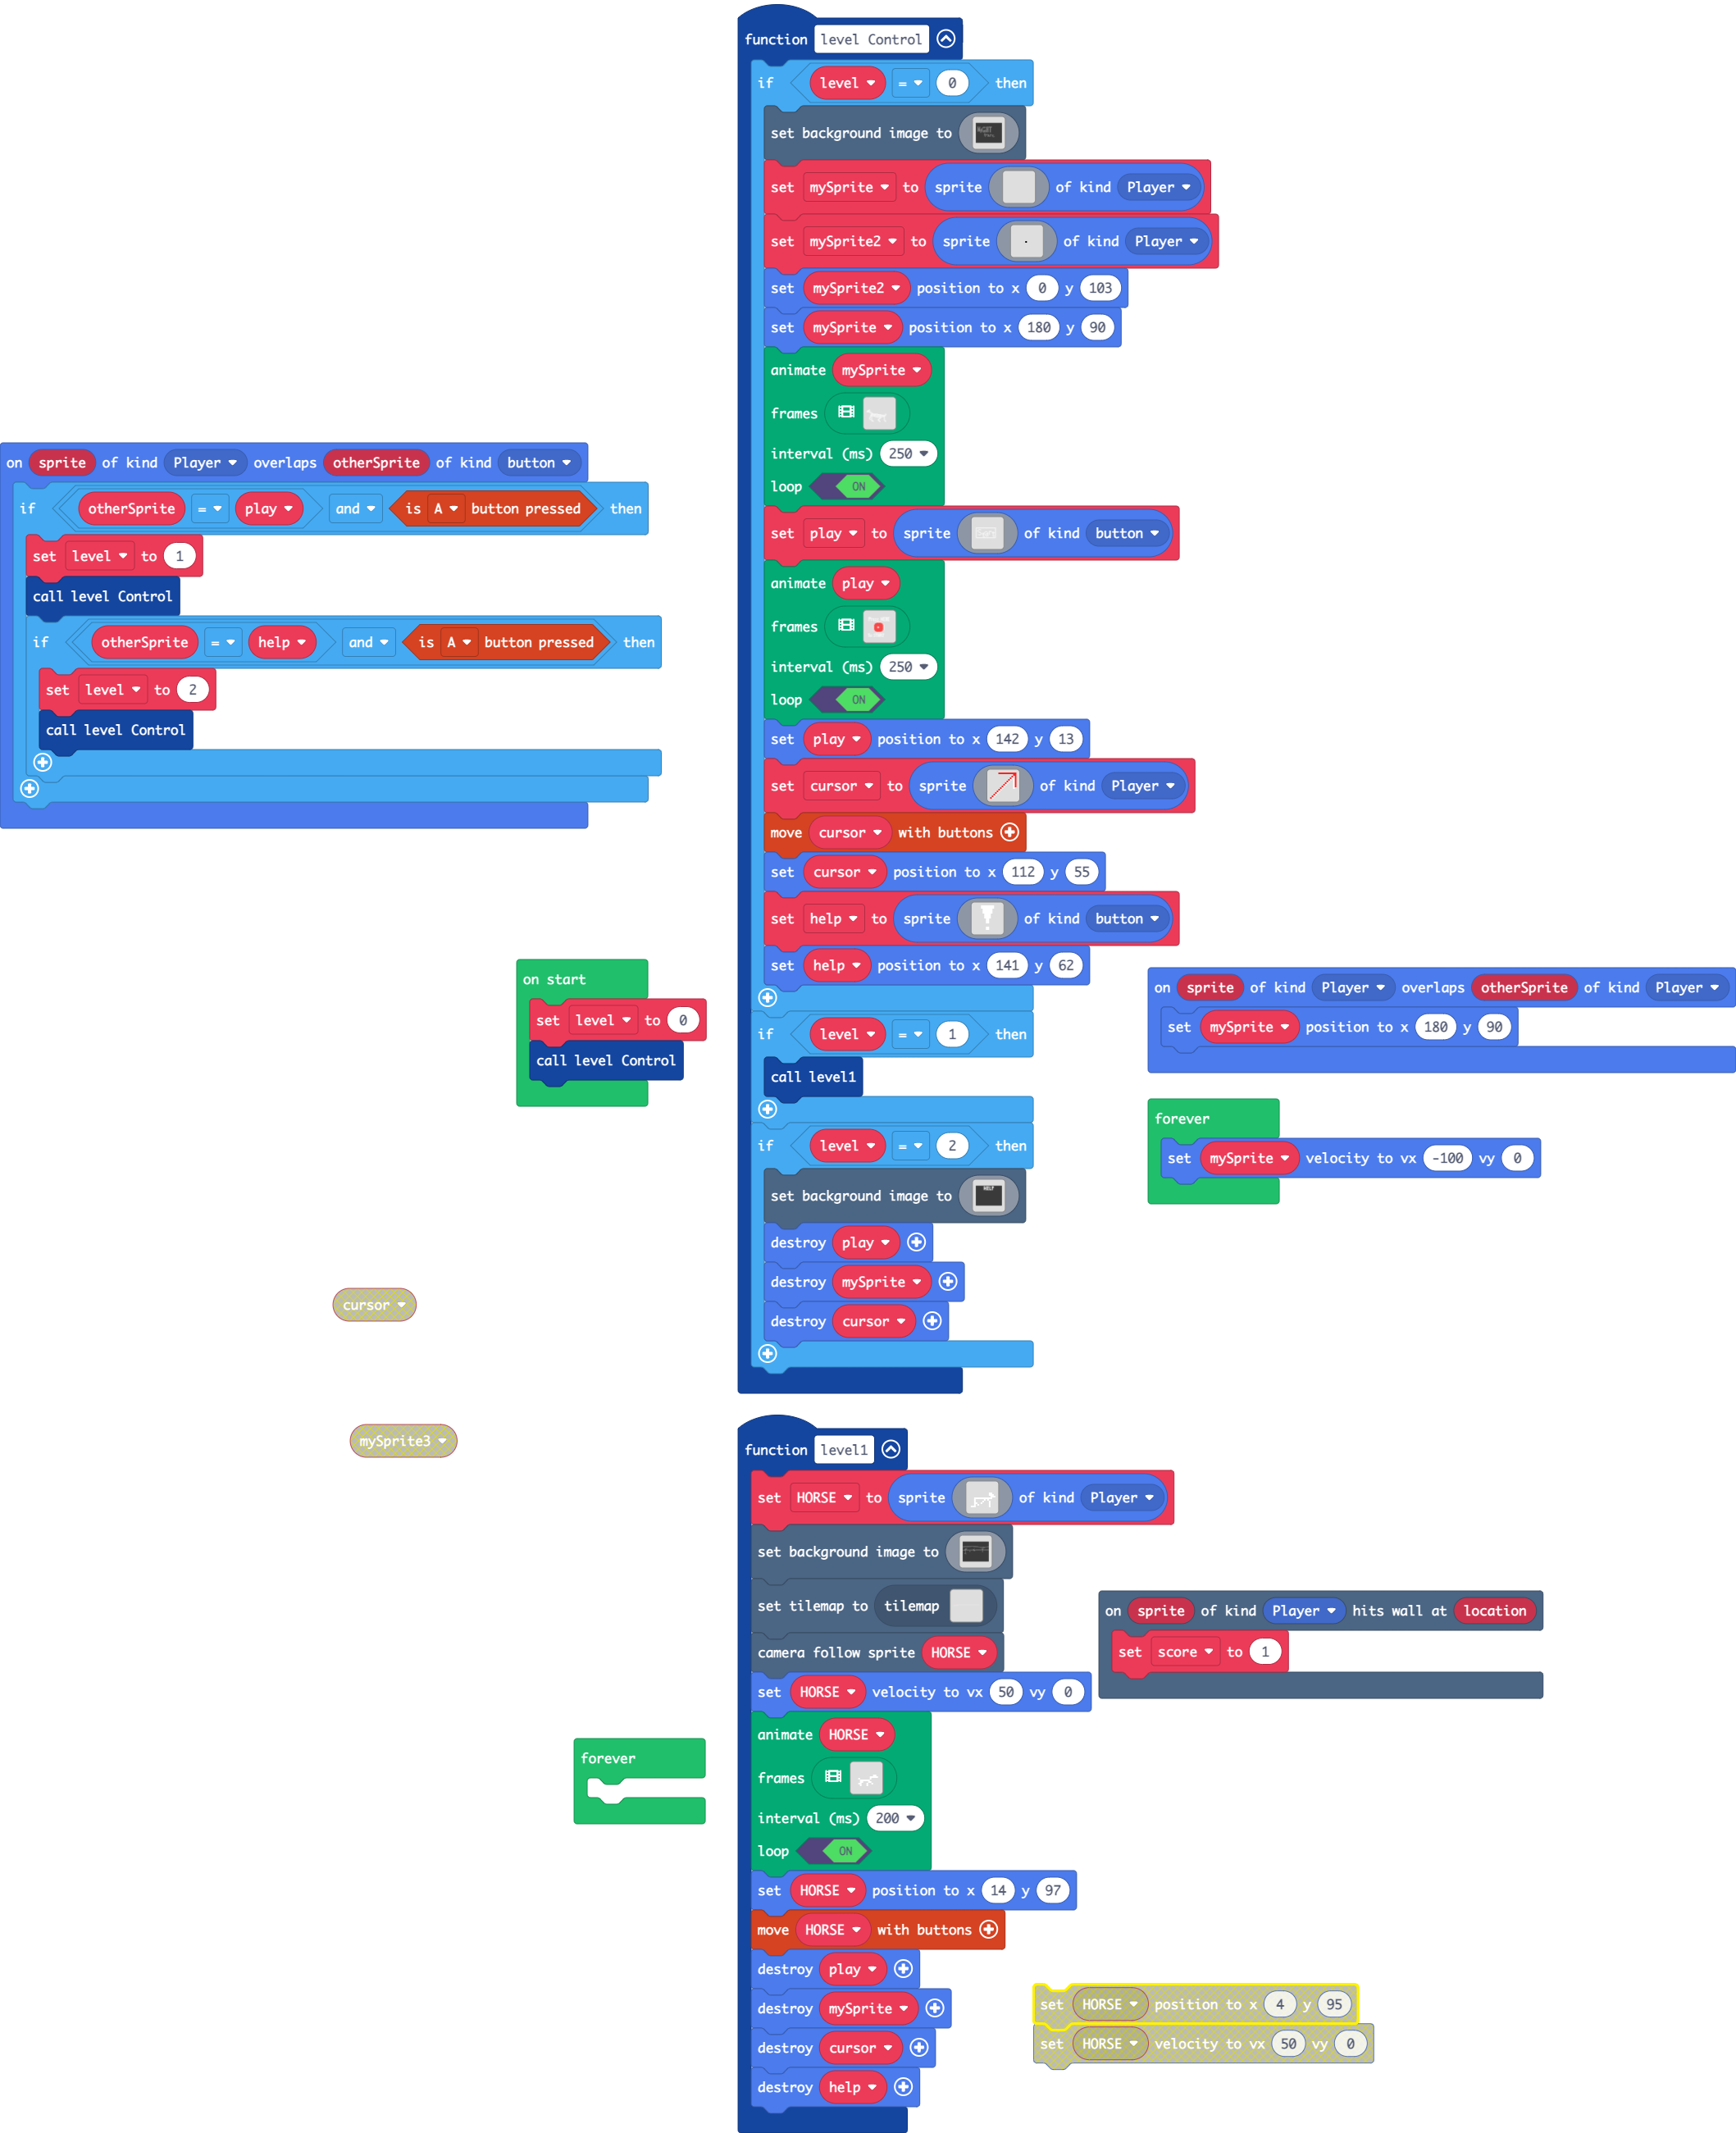 function level Control
if level = 0 then
set background image to
set mySprite to sprite of kind Player
set mySprite2 to sprite of kind Player
set mySprite2 position to x 0 y 103
set mySprite position to x 180 y 90
animate mySprite
frames
interval (ms) 250
loop ON
set play to sprite of kind button
animate play
frames
interval (ms) 250
loop ON
set play position to x 142 y 13
set cursor to sprite of kind Player
move cursor with buttons
set cursor position to x 112 y 55
set help to sprite of kind button
set help position to x 141 y 62
if level = 1 then
call level1
if level = 2 then
set background image to
HELP
destroy play
destroy mySprite
destroy cursor
on sprite of kind Player overlaps otherSprite of kind button
if otherSprite = play and is A button pressed then
set level to 1
call level Control
if otherSprite = help and is A button pressed then
set level to 2
call level Control
on start
set level to 0
call level Control
on sprite of kind Player overlaps otherSprite of kind Player
set mySprite position to x 180 y 90
forever
set mySprite velocity to vx -100 vy 0
cursor
mySprite3
function level1
set HORSE to sprite of kind Player
set background image to
set tilemap to tilemap
camera follow sprite HORSE
set HORSE velocity to vx 50 vy 0
animate HORSE
frames
interval (ms) 200
loop ON
set HORSE position to x 14 y 97
move HORSE with buttons
destroy play
destroy mySprite
destroy cursor
destroy help
on sprite of kind Player hits wall at location
set score to 1
forever
set HORSE position to x 4 y 95
set HORSE velocity to vx 50 vy 0